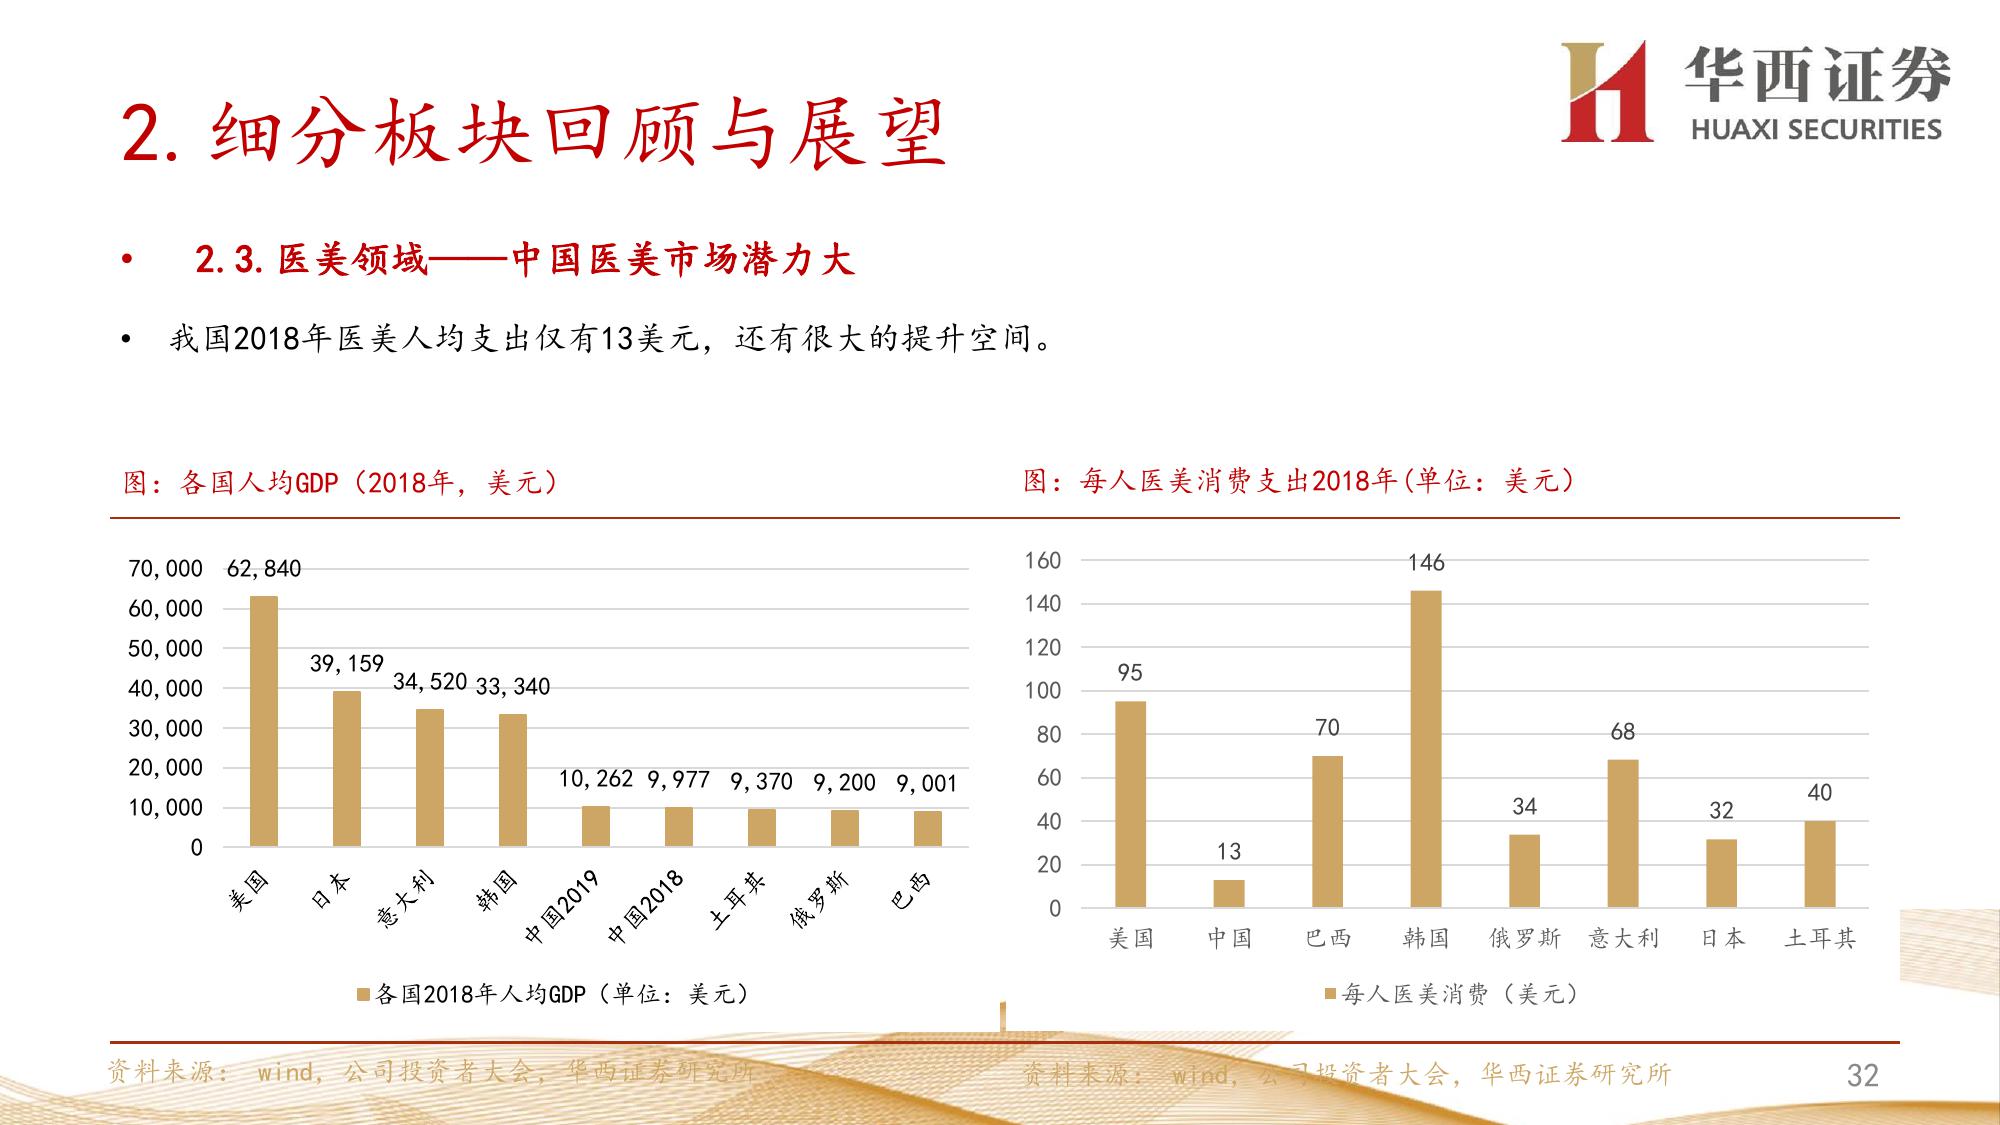 华西证券
HUAXI SECURITIES
2. 细分板块回顾与展望
• 2.3. 医美领域——中国医美市场潜力大
• 我国2018年医美人均支出仅有13美元，还有很大的提升空间。
图：各国人均GDP（2018年，美元）
70,000
60,000
50,000
40,000
30,000
20,000
10,000
0
62,840
39,159
34,520
33,340
10,262
9,977
9,370
9,200
9,001
美国
日本
意大利
韩国
中国2019
中国2018
土耳其
俄罗斯
巴西
各国2018年人均GDP（单位：美元）
资料来源： wind，公司投资者大会，华西证券研究所
图：每人医美消费支出2018年(单位：美元）
160
140
120
100
80
60
40
20
0
95
13
70
146
34
68
32
40
美国
中国
巴西
韩国
俄罗斯
意大利
日本
土耳其
每人医美消费（美元）
资料来源： wind，公司投资者大会，华西证券研究所
32